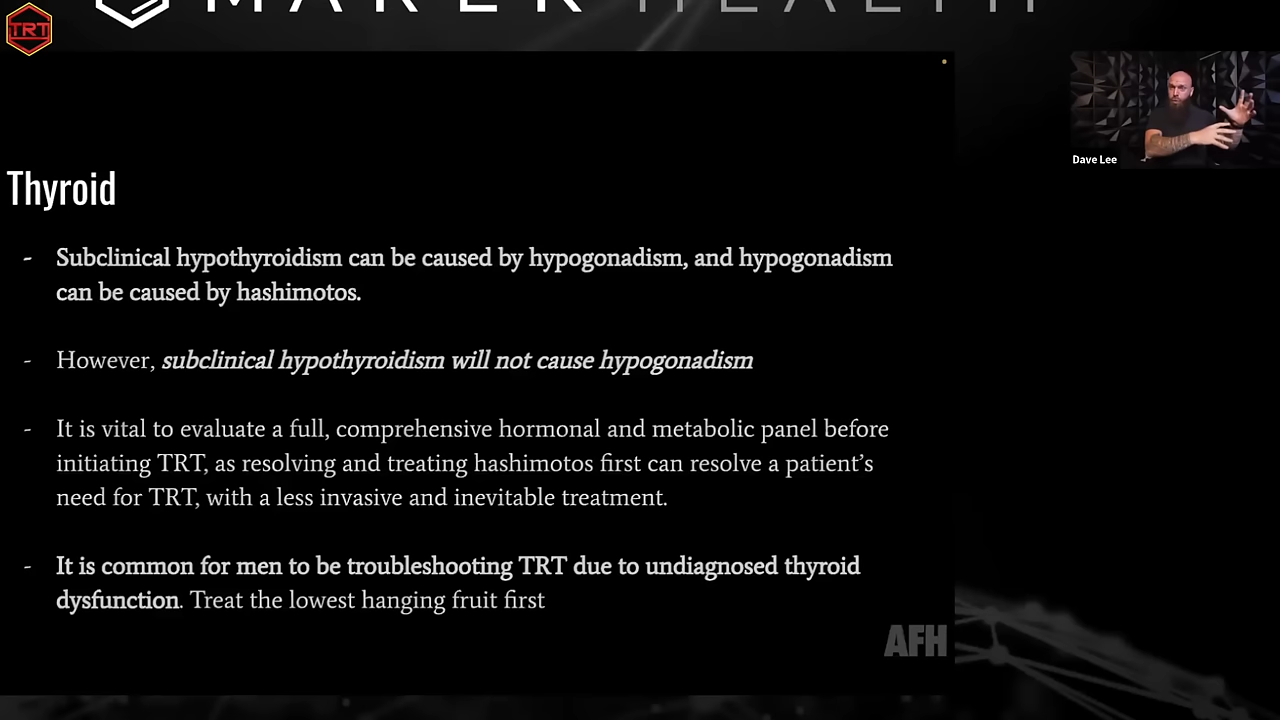 MAREK HEALTH
TRT
Dave Lee
Thyroid
- Subclinical hypothyroidism can be caused by hypogonadism, and hypogonadism
can be caused by hashimotos.
- However, subclinical hypothyroidism will not cause hypogonadism
- It is vital to evaluate a full, comprehensive hormonal and metabolic panel before
initiating TRT, as resolving and treating hashimotos first can resolve a patient's
need for TRT, with a less invasive and inevitable treatment.
- It is common for men to be troubleshooting TRT due to undiagnosed thyroid
dysfunction. Treat the lowest hanging fruit first
AFH